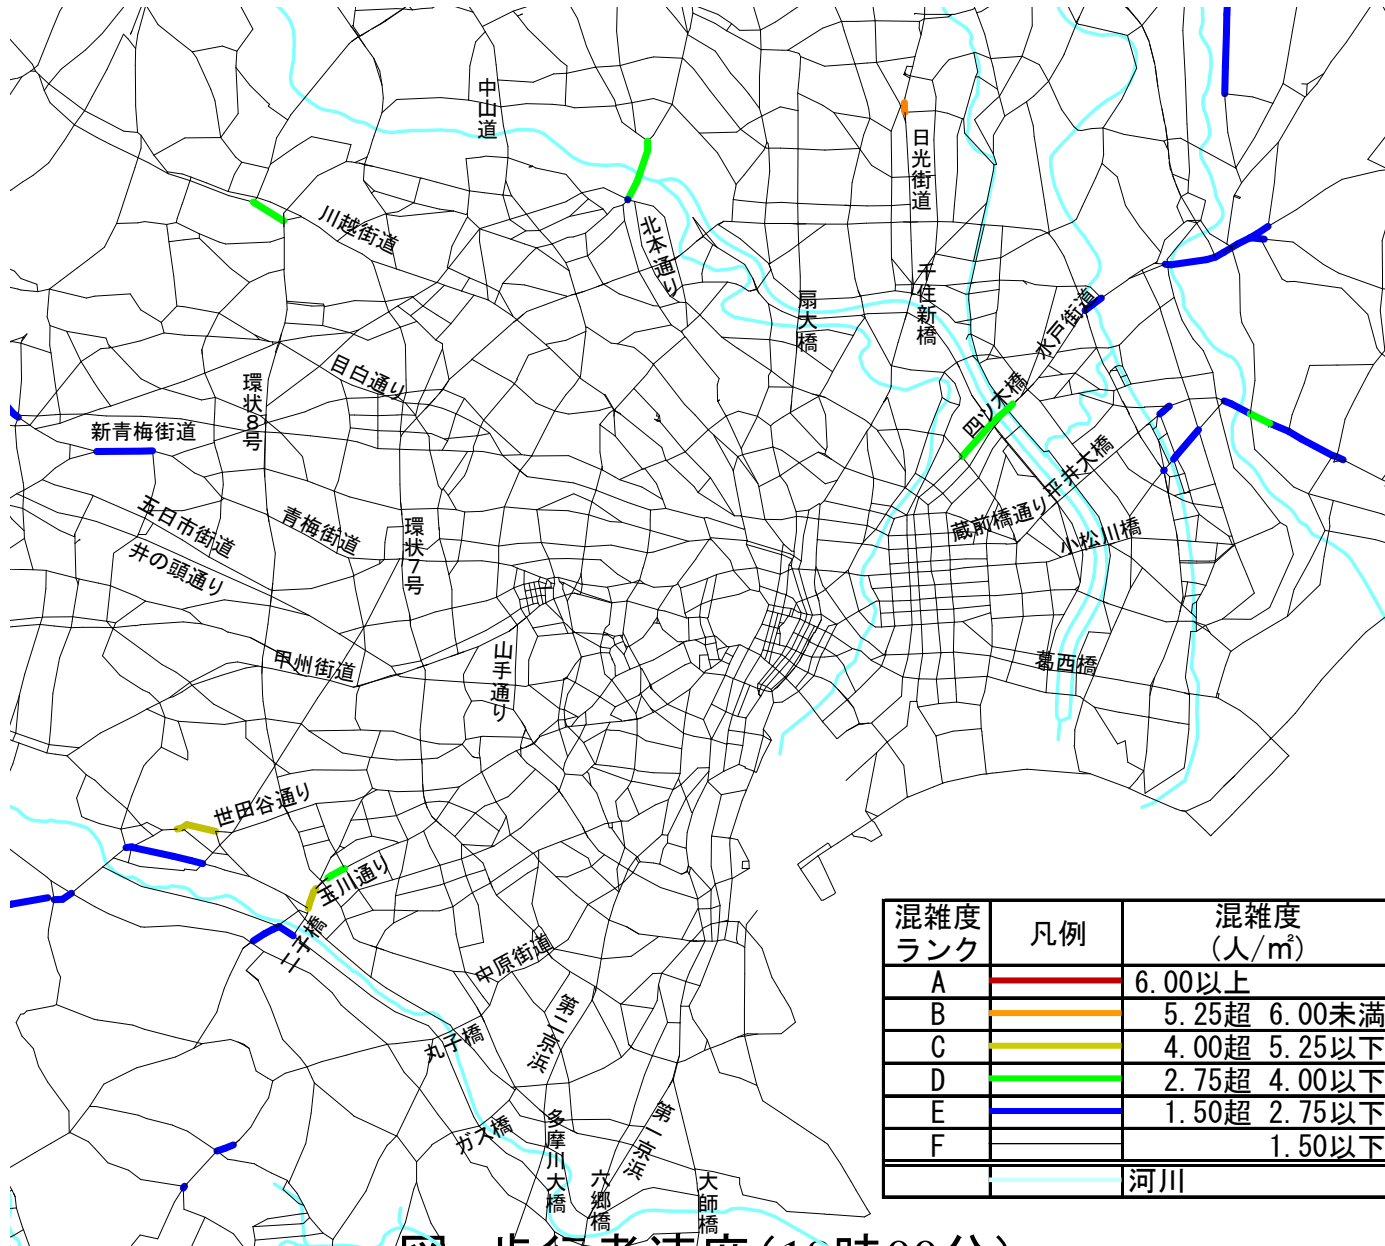 中山道
日光街道
川越街道
北本通り
千住新橋
扇大橋
水戸街道
目白通り
環状8号
四ツ木橋
新青梅街道
平井大橋
五日市街道
青梅街道
環状7号
蔵前橋通り
小松川橋
井の頭通り
甲州街道
山手通り
葛西橋
世田谷通り
玉川通り
二子橋
中原街道
第二京浜
丸子橋
ガス橋
多摩川大橋
第一京浜
六郷橋
大師橋
混雑度ランク 凡例 混雑度(人/㎡)
A 6.00以上
B 5.25超 6.00未満
C 4.00超 5.25以下
D 2.75超 4.00以下
E 1.50超 2.75以下
F 1.50以下
河川